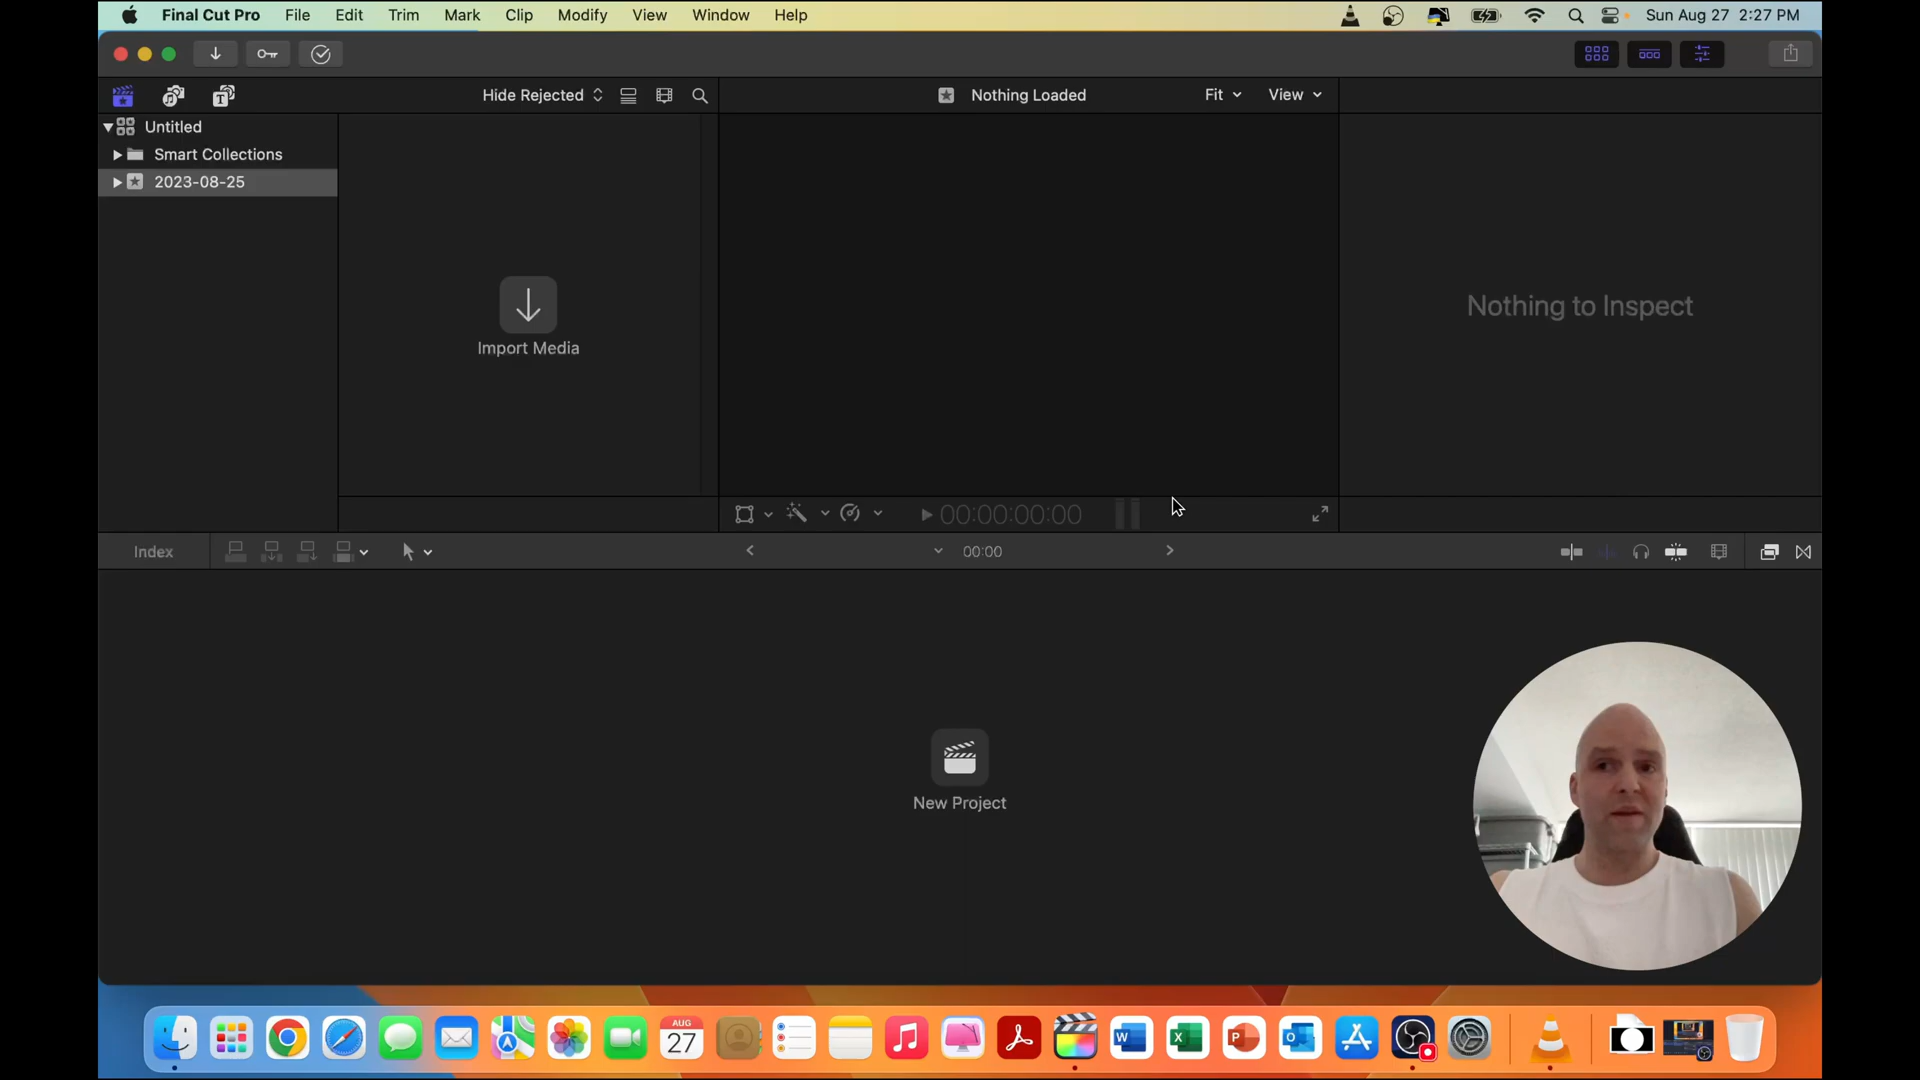 Final Cut Pro File Edit Trim Mark Clip Modify View Window Help Sun Aug 27 2:27 PM
Hide Rejected Nothing Loaded Fit View
Untitled
Smart Collections
2023-08-25
Import Media
Nothing to Inspect
00:00:00:00
Index 00:00
New Project
AUG
27